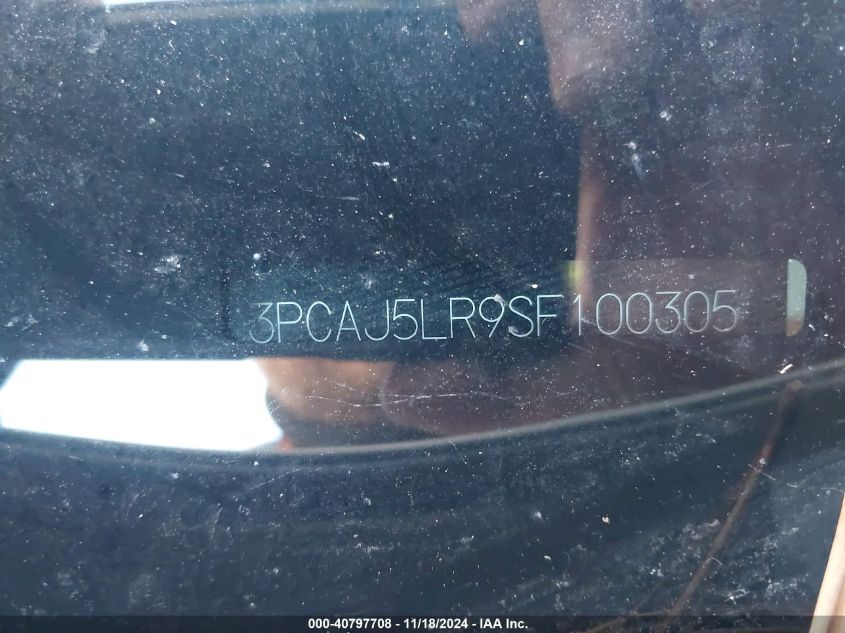 3PCAJ5LR9SF100305
000-40797708 | 11/18/2024 - IAA Inc.